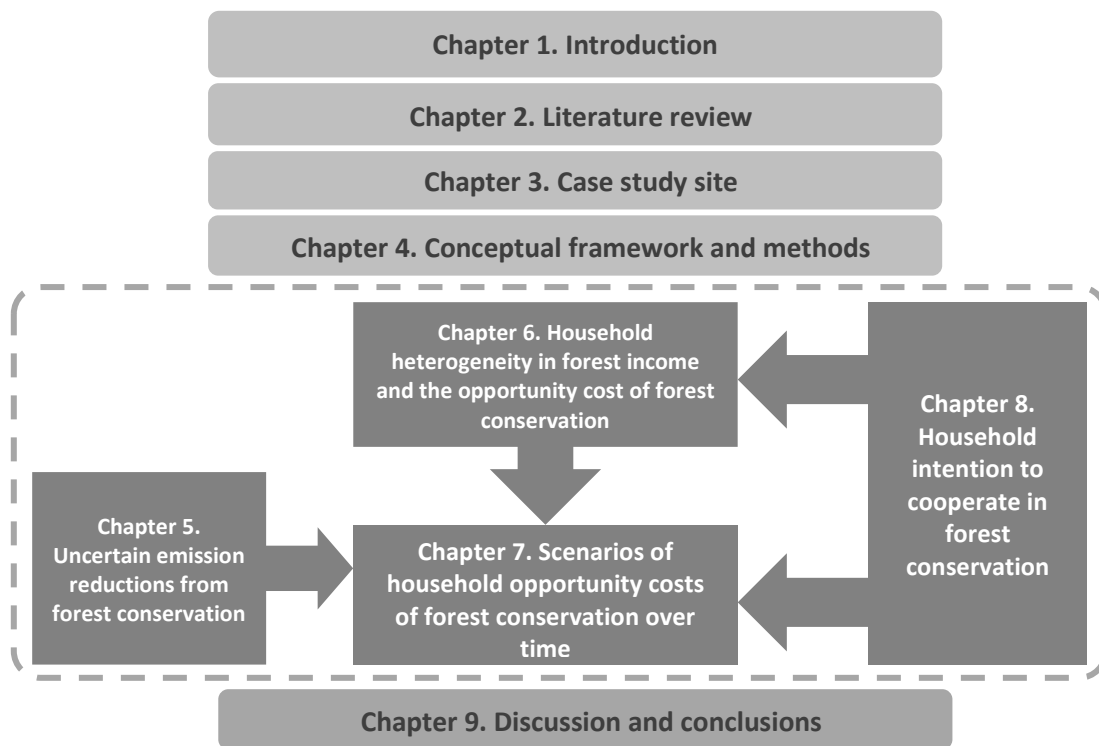 Chapter 1. Introduction
Chapter 2. Literature review
Chapter 3. Case study site
Chapter 4. Conceptual framework and methods
Chapter 6. Household
heterogeneity in forest income
and the opportunity cost of forest
conservation
Chapter 8.
Household
intention to
cooperate in
forest
conservation
Chapter 5.
Uncertain emission
reductions from
forest conservation
Chapter 7. Scenarios of
household opportunity costs
of forest conservation over
time
Chapter 9. Discussion and conclusions